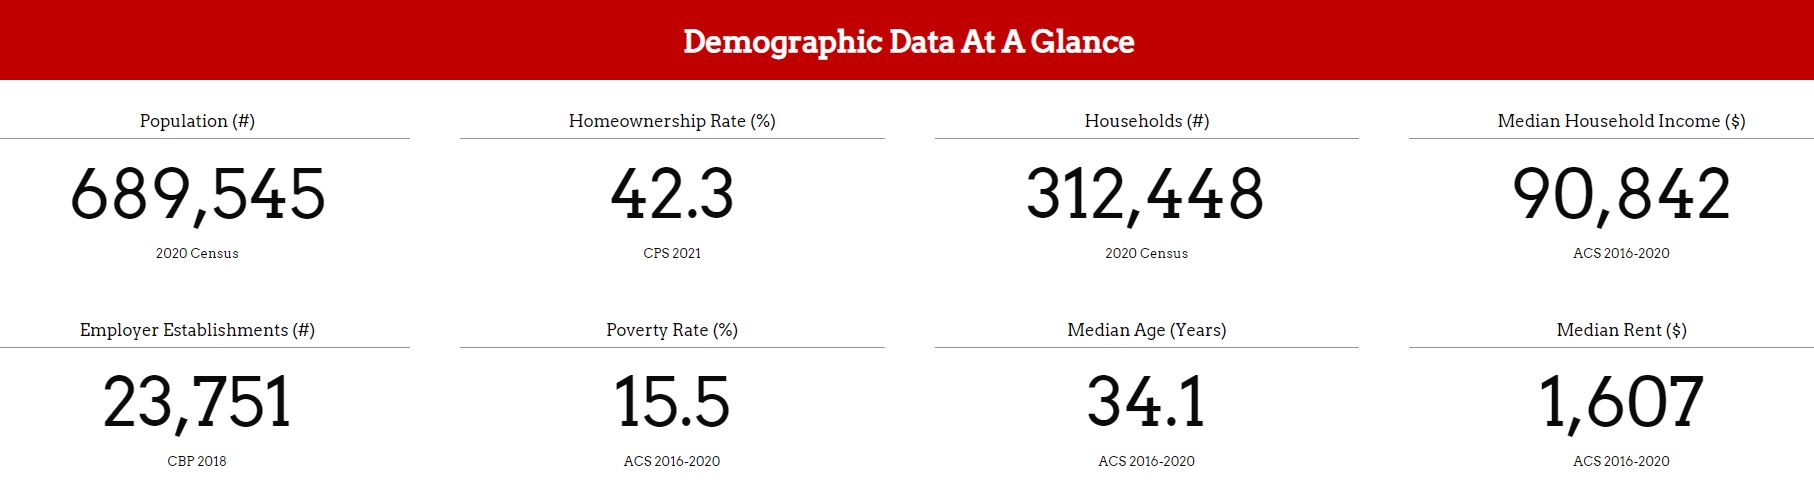 Demographic Data At A Glance
Population (#)
689,545
2020 Census
Homeownership Rate (%)
42.3
CPS 2021
Households (#)
312,448
2020 Census
Median Household Income ($)
90,842
ACS 2016-2020
Employer Establishments (#)
23,751
CBP 2018
Poverty Rate (%)
15.5
ACS 2016-2020
Median Age (Years)
34.1
ACS 2016-2020
Median Rent ($)
1,607
ACS 2016-2020